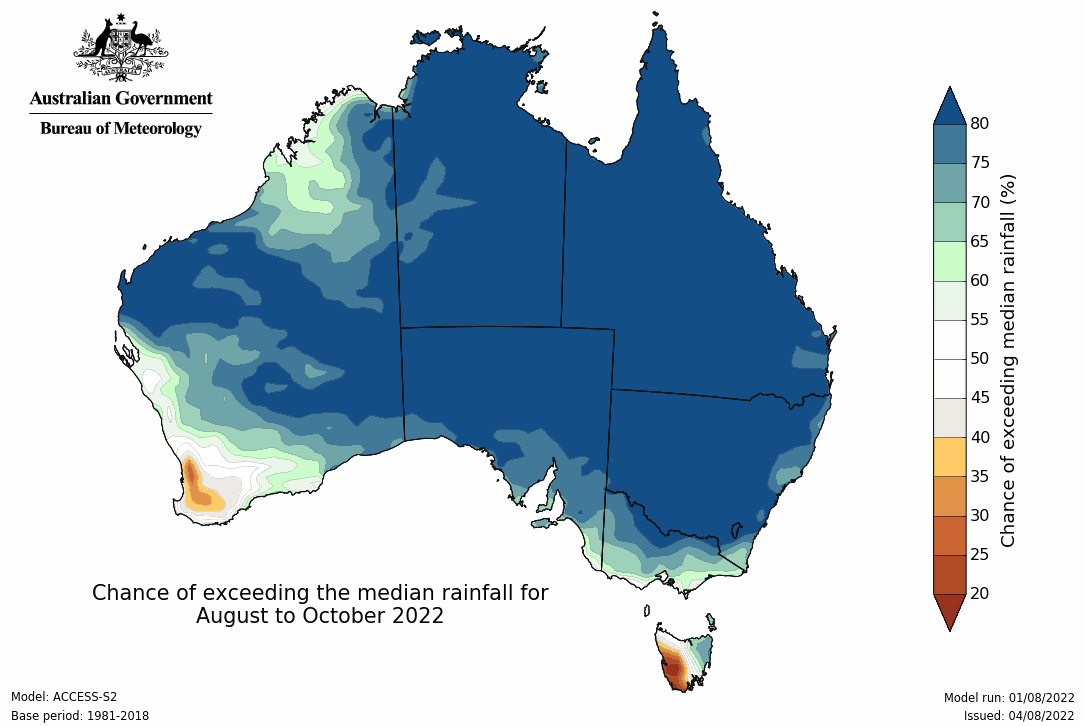 Australian Government
Bureau of Meteorology
80
75
70
65
60
55
50
45
40
35
30
25
20
Chance of exceeding median rainfall (%)
Chance of exceeding the median rainfall for
August to October 2022
Model: ACCESS-S2
Base period: 1981-2018
Model run: 01/08/2022
Issued: 04/08/2022